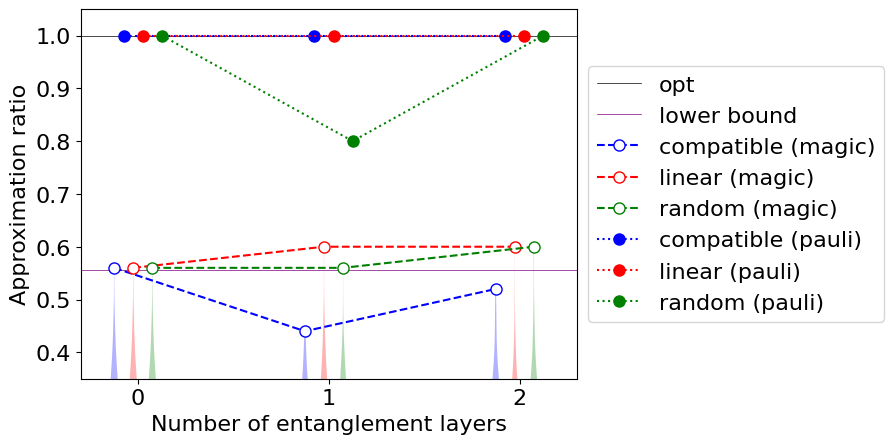 1.0
0.9
0.8
0.7
0.6
0.5
0.4
Approximation ratio
0 1 2
Number of entanglement layers
opt
lower bound
compatible (magic)
linear (magic)
random (magic)
compatible (pauli)
linear (pauli)
random (pauli)